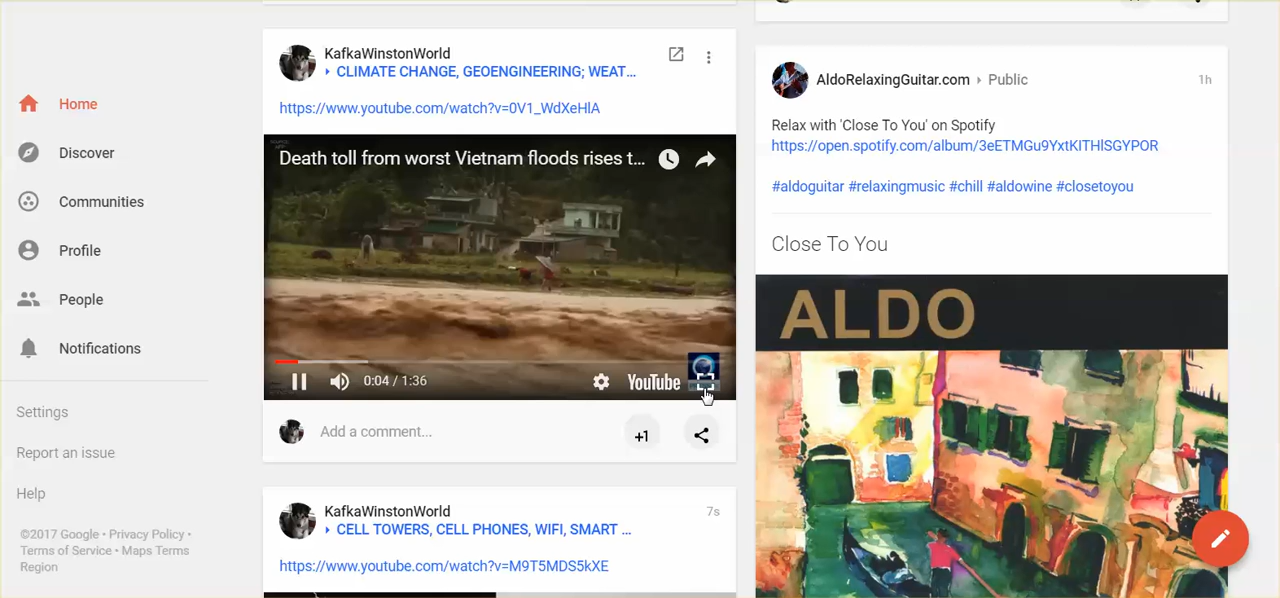 Home
Discover
Communities
Profile
People
Notifications
Settings
Report an issue
Help
©2017 Google • Privacy Policy •
Terms of Service • Maps Terms
Region
KafkaWinstonWorld
CLIMATE CHANGE, GEOENGINEERING; WEAT...
https://www.youtube.com/watch?v=0V1_WdXeHlA
Death toll from worst Vietnam floods rises t...
0:04 / 1:36
YouTube
Add a comment...
+1
KafkaWinstonWorld
7s
CELL TOWERS, CELL PHONES, WIFI, SMART ...
https://www.youtube.com/watch?v=M9T5MDS5kXE
AldoRelaxingGuitar.com Public
1h
Relax with 'Close To You' on Spotify
https://open.spotify.com/album/3eETMGu9YxtKITHlSGYPOR
#aldoguitar #relaxingmusic #chill #aldowine #closetoyou
Close To You
ALDO